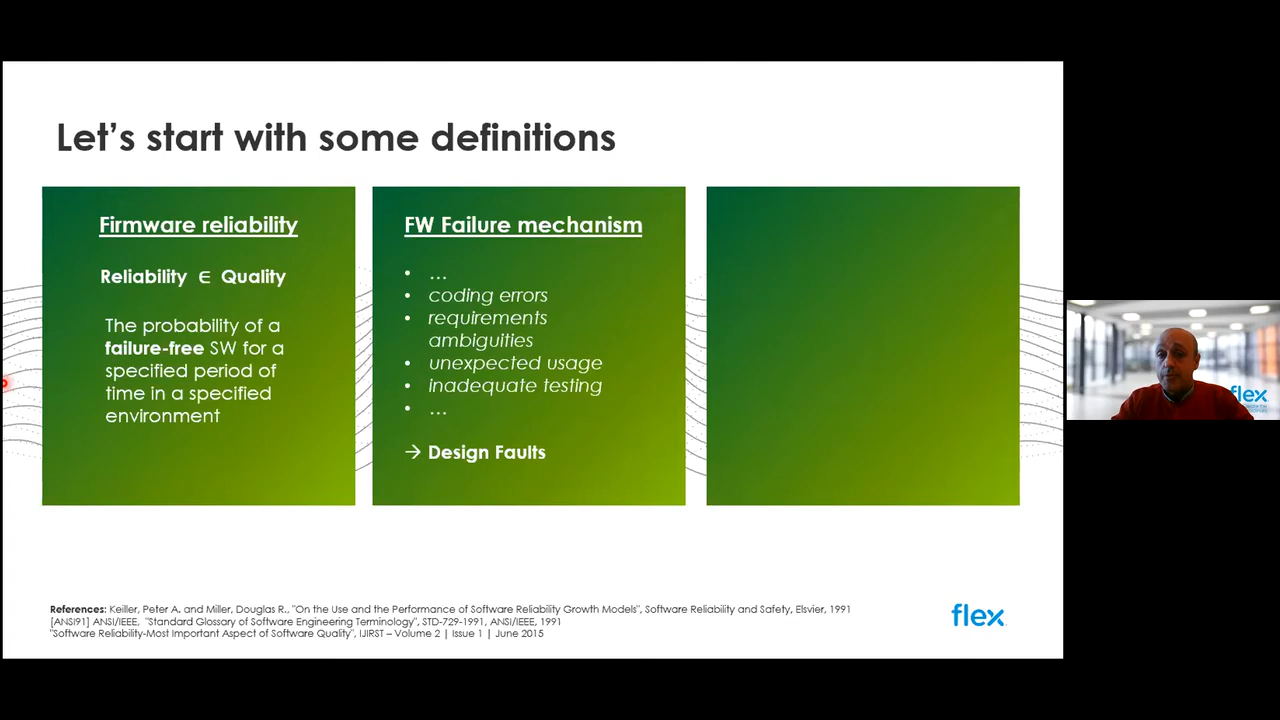 Let's start with some definitions
Firmware reliability
Reliability ∈ Quality
The probability of a
failure-free SW for a
specified period of
time in a specified
environment
FW Failure mechanism
• ...
• coding errors
• requirements
ambiguities
• unexpected usage
• inadequate testing
• ...
→ Design Faults
References: Keiller, Peter A. and Miller, Douglas R., "On the Use and the Performance of Software Reliability Growth Models", Software Reliability and Safety, Elsvier, 1991
[ANSI91] ANSI/IEEE, "Standard Glossary of Software Engineering Terminology", STD-729-1991, ANSI/IEEE, 1991
"Software Reliability-Most Important Aspect of Software Quality", IJIRST – Volume 2 | Issue 1 | June 2015
flex
flex